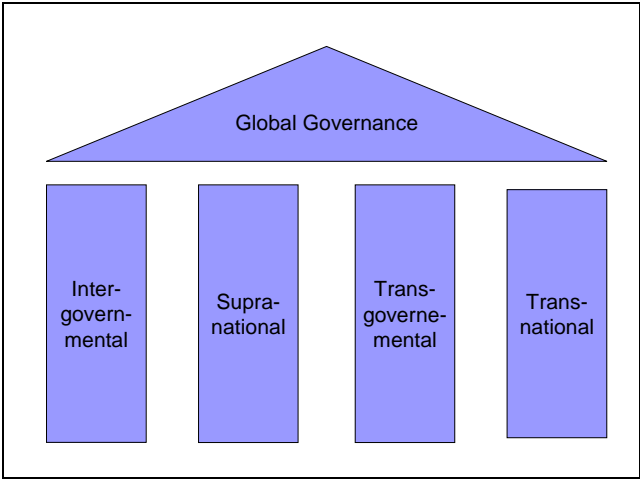 Global Governance
Inter-
govern-
mental
Supra-
national
Trans-
governe-
mental
Trans-
national